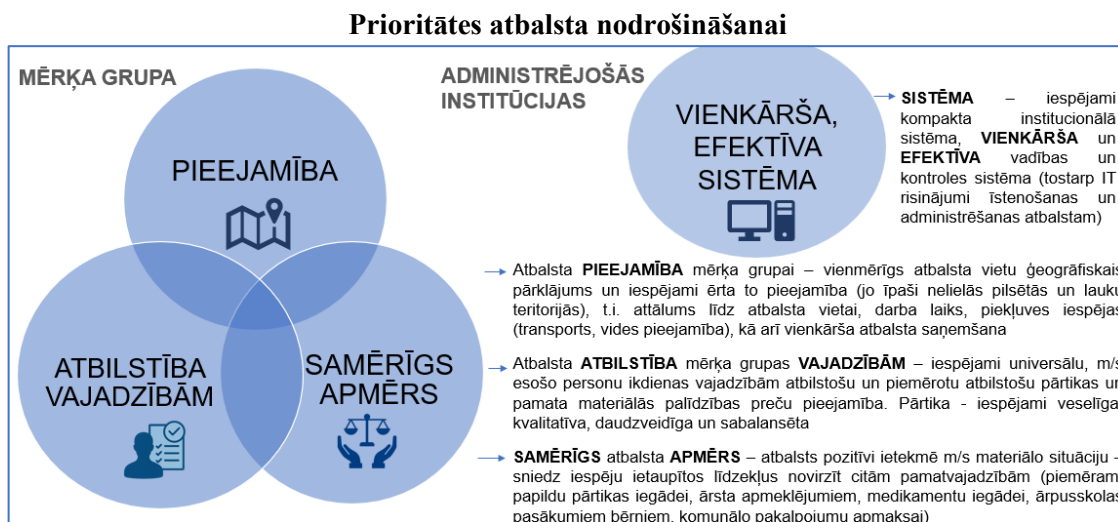 Prioritātes atbalsta nodrošināšanai
MĒRĶA GRUPA
PIEEJAMĪBA
ATBILSTĪBA
VAJADZĪBĀM
SAMĒRĪGS
APMĒRS
ADMINISTRĒJOŠĀS
INSTITŪCIJAS
VIENKĀRŠA,
EFEKTĪVA
SISTĒMA
SISTĒMA – iespējami
kompakta institucionālā
sistēma, VIENKĀRŠA un
EFEKTĪVA vadības un
kontroles sistēma (tostarp IT
risinājumi īstenošanas un
administrēšanas atbalstam)
Atbalsta PIEEJAMĪBA mērķa grupai – vienmērīgs atbalsta vietu ģeogrāfiskais
pārklājums un iespējami ērta to pieejamība (jo īpaši nelielās pilsētās un lauku
teritorijās), t.i. attālums līdz atbalsta vietai, darba laiks, piekļuves iespējas
(transports, vides pieejamība), kā arī vienkārša atbalsta saņemšana
Atbalsta ATBILSTĪBA mērķa grupas VAJADZĪBĀM – iespējami universālu, m/s
esošo personu ikdienas vajadzībām atbilstošu un piemērotu atbilstošu pārtikas un
pamata materiālās palīdzības preču pieejamība. Pārtika - iespējami veselīga,
kvalitatīva, daudzveidīga un sabalansēta
SAMĒRĪGS atbalsta APMĒRS – atbalsts pozitīvi ietekmē m/s materiālo situāciju -
sniedz iespēju ietaupītos līdzekļus novirzīt citām pamatvajadzībām (piemēram,
papildu pārtikas iegādei, ārsta apmeklējumiem, medikamentu iegādei, ārpusskolas
pasākumiem bērniem, komunālo pakalpojumu apmaksai)